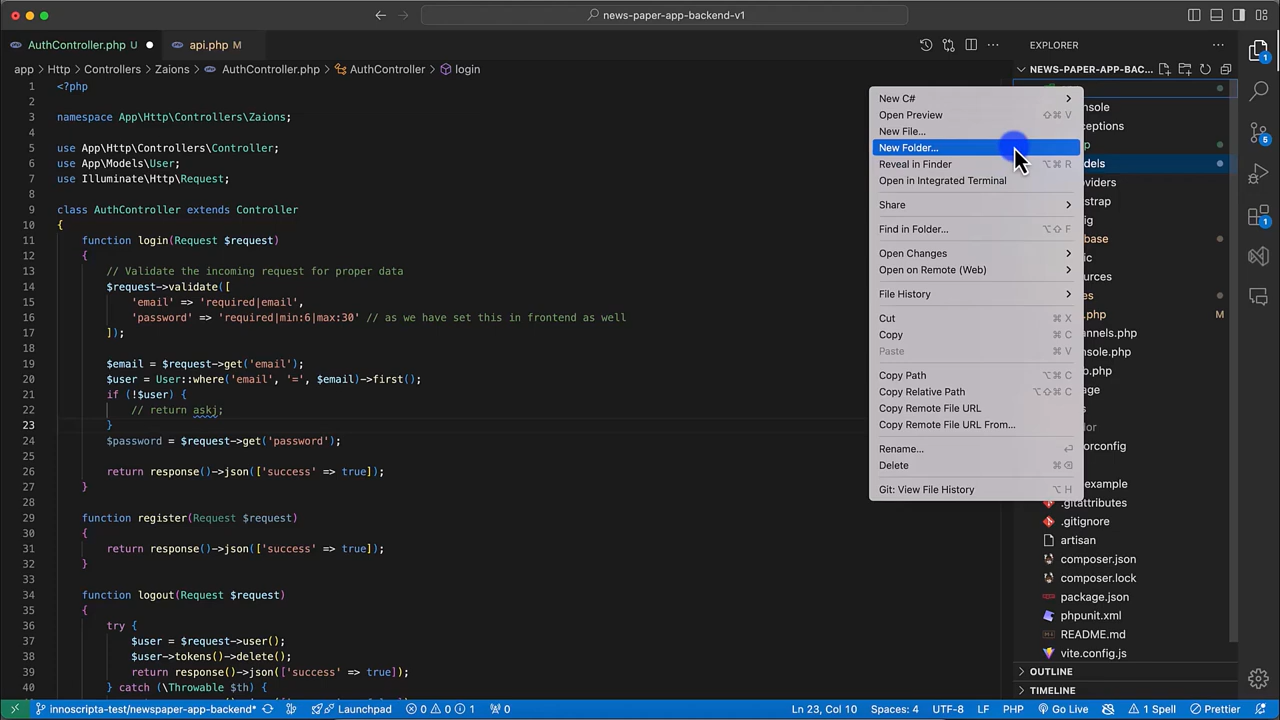 news-paper-app-backend-v1
AuthController.php U
api.php M
EXPLORER
app > Http > Controllers > Zaions > AuthController.php > AuthController > login
NEWS-PAPER-APP-BAC...
1 <?php
2
3 namespace App\Http\Controllers\Zaions;
4
5 use App\Http\Controllers\Controller;
6 use App\Models\User;
7 use Illuminate\Http\Request;
8
9 class AuthController extends Controller
10 {
11 function login(Request $request)
12 {
13 // Validate the incoming request for proper data
14 $request->validate([
15 'email' => 'required|email',
16 'password' => 'required|min:6|max:30' // as we have set this in frontend as well
17 ]);
18
19 $email = $request->get('email');
20 $user = User::where('email', '=', $email)->first();
21 if (!$user) {
22 // return askj;
23 }
24 $password = $request->get('password');
25
26 return response()->json(['success' => true]);
27 }
28
29 function register(Request $request)
30 {
31 return response()->json(['success' => true]);
32 }
33
34 function logout(Request $request)
35 {
36 try {
37 $user = $request->user();
38 $user->tokens()->delete();
39 return response()->json(['success' => true]);
40 } catch (\Throwable $th) {
New C#
Open Preview ⇧⌘ V
New File...
New Folder...
Reveal in Finder ⌥⌘ R
Open in Integrated Terminal
Share
Find in Folder... ⌥⇧ F
Open Changes
Open on Remote (Web)
File History
Cut ⌘ X
Copy ⌘ C
Paste ⌘ V
Copy Path ⌥⌘ C
Copy Relative Path ⌥⇧⌘ C
Copy Remote File URL
Copy Remote File URL From...
Rename... ⏎
Delete ⌘⌫
Git: View File History ⌥ H
.gitattributes
.gitignore
artisan
composer.json
composer.lock
package.json
phpunit.xml
README.md
vite.config.js
OUTLINE
TIMELINE
innoscripta-test/newspaper-app-backend* Launchpad 0 0 1 0 Ln 23, Col 10 Spaces: 4 UTF-8 LF PHP Go Live 1 Spell Prettier